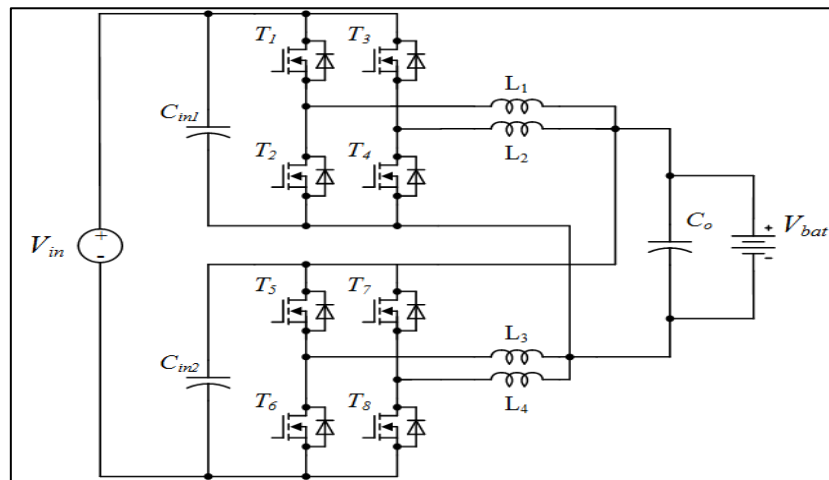 T1
T3
L1
Cin1
L2
T2
T4
+
Vin
-
Co
+
Vbat
-
T5
T7
L3
Cin2
L4
T6
T8